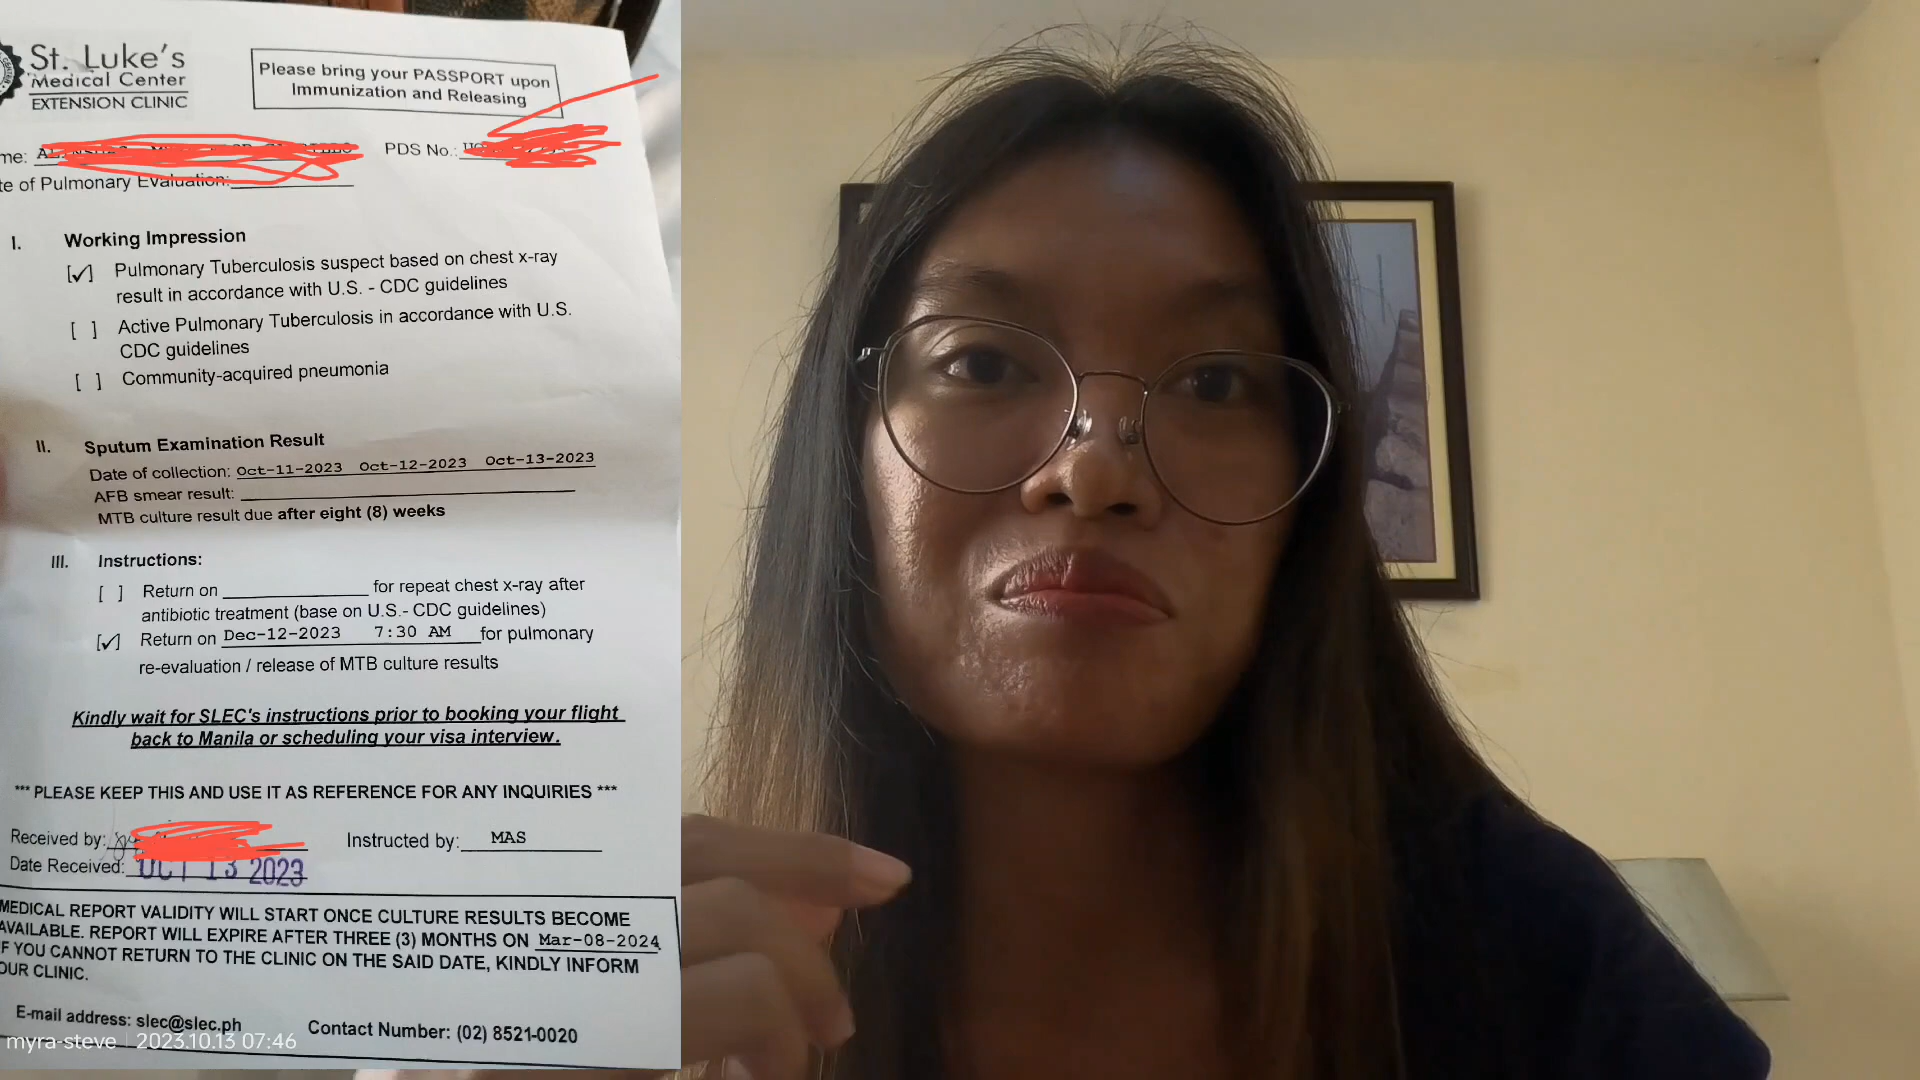 St. Luke's
Medical Center
EXTENSION CLINIC
Please bring your PASSPORT upon
Immunization and Releasing
me:
PDS No.:
te of Pulmonary Evaluation:
I. Working Impression
[✓] Pulmonary Tuberculosis suspect based on chest x-ray
result in accordance with U.S. - CDC guidelines
[ ] Active Pulmonary Tuberculosis in accordance with U.S.
CDC guidelines
[ ] Community-acquired pneumonia
II. Sputum Examination Result
Date of collection: Oct-11-2023 Oct-12-2023 Oct-13-2023
AFB smear result:
MTB culture result due after eight (8) weeks
III. Instructions:
[ ] Return on for repeat chest x-ray after
antibiotic treatment (base on U.S.- CDC guidelines)
[✓] Return on Dec-12-2023 7:30 AM for pulmonary
re-evaluation / release of MTB culture results
Kindly wait for SLEC's instructions prior to booking your flight
back to Manila or scheduling your visa interview.
*** PLEASE KEEP THIS AND USE IT AS REFERENCE FOR ANY INQUIRIES ***
Received by: Instructed by: MAS
Date Received: OCT 13 2023
MEDICAL REPORT VALIDITY WILL START ONCE CULTURE RESULTS BECOME
AVAILABLE. REPORT WILL EXPIRE AFTER THREE (3) MONTHS ON Mar-08-2024
F YOU CANNOT RETURN TO THE CLINIC ON THE SAID DATE, KINDLY INFORM
OUR CLINIC.
E-mail address: slec@slec.ph Contact Number: (02) 8521-0020
myra-steve 2023.10.13 07:46